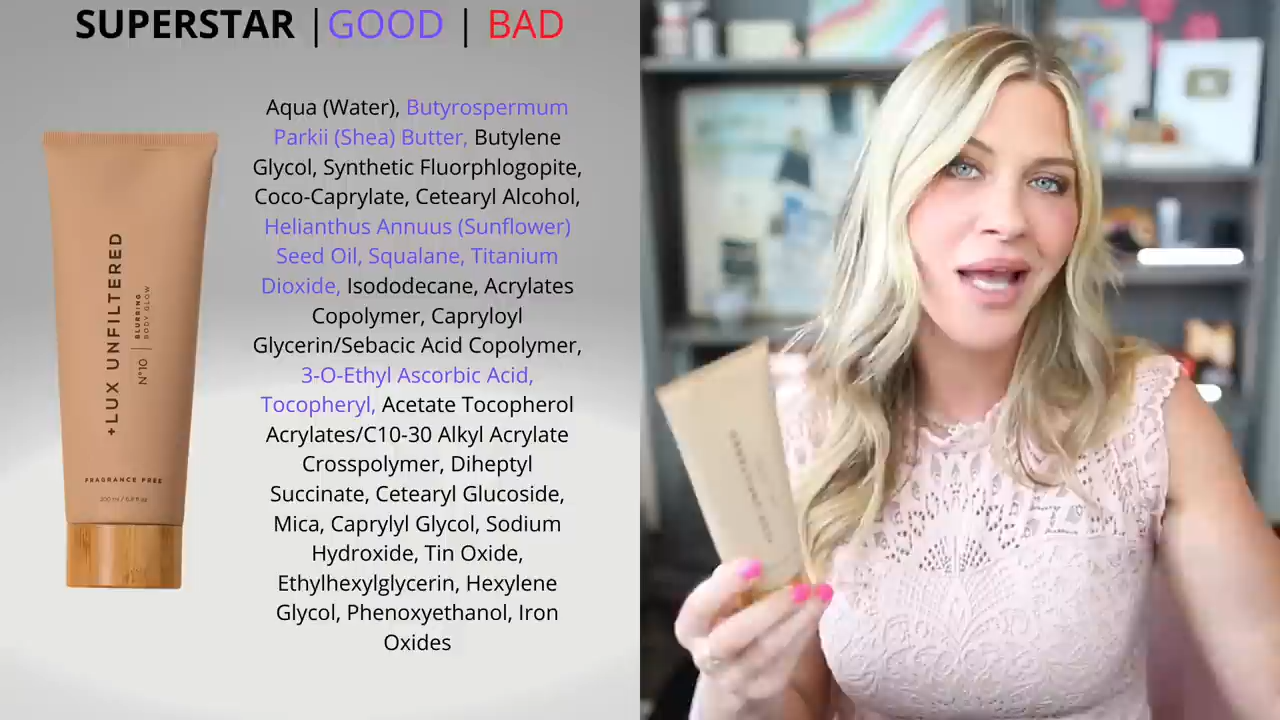 SUPERSTAR | GOOD | BAD
Aqua (Water), Butyrospermum
Parkii (Shea) Butter, Butylene
Glycol, Synthetic Fluorphlogopite,
Coco-Caprylate, Cetearyl Alcohol,
Helianthus Annuus (Sunflower)
Seed Oil, Squalane, Titanium
Dioxide, Isododecane, Acrylates
Copolymer, Capryloyl
Glycerin/Sebacic Acid Copolymer,
3-O-Ethyl Ascorbic Acid,
Tocopheryl, Acetate Tocopherol
Acrylates/C10-30 Alkyl Acrylate
Crosspolymer, Diheptyl
Succinate, Cetearyl Glucoside,
Mica, Caprylyl Glycol, Sodium
Hydroxide, Tin Oxide,
Ethylhexylglycerin, Hexylene
Glycol, Phenoxyethanol, Iron
Oxides
+LUX UNFILTERED
N°10
BLURRING
BODY GLOW
FRAGRANCE FREE